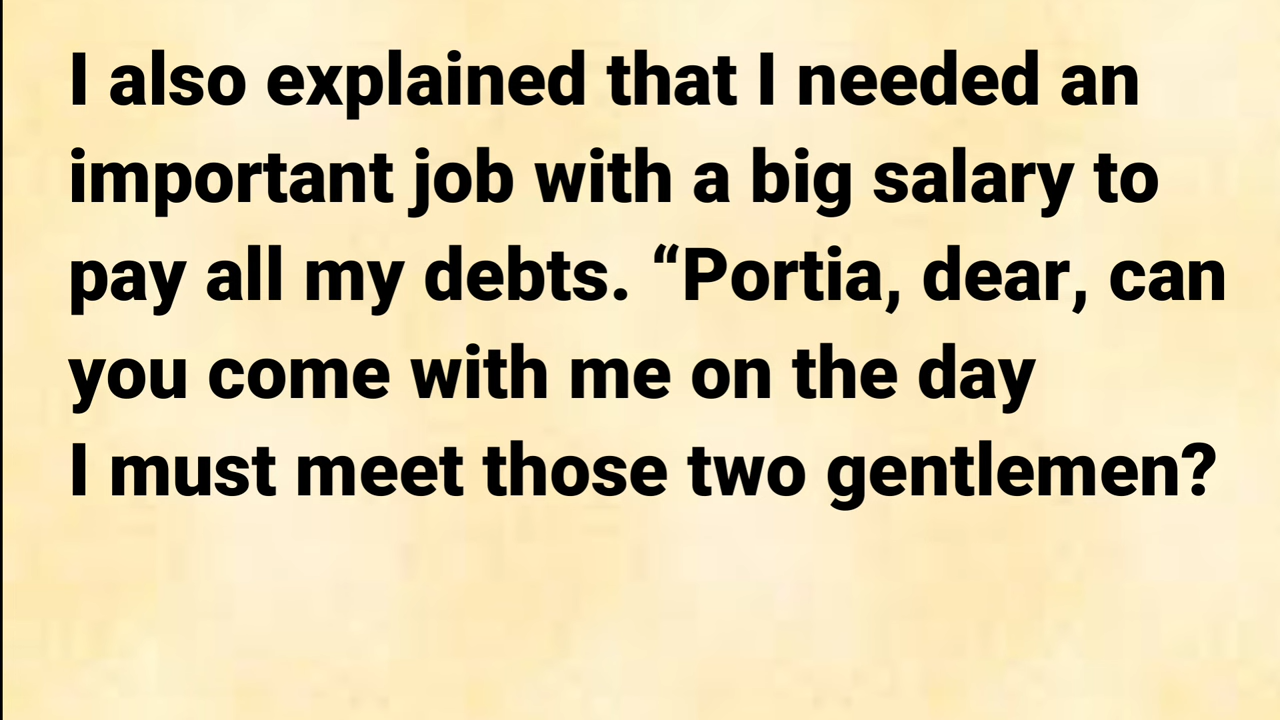 I also explained that I needed an
important job with a big salary to
pay all my debts. “Portia, dear, can
you come with me on the day
I must meet those two gentlemen?